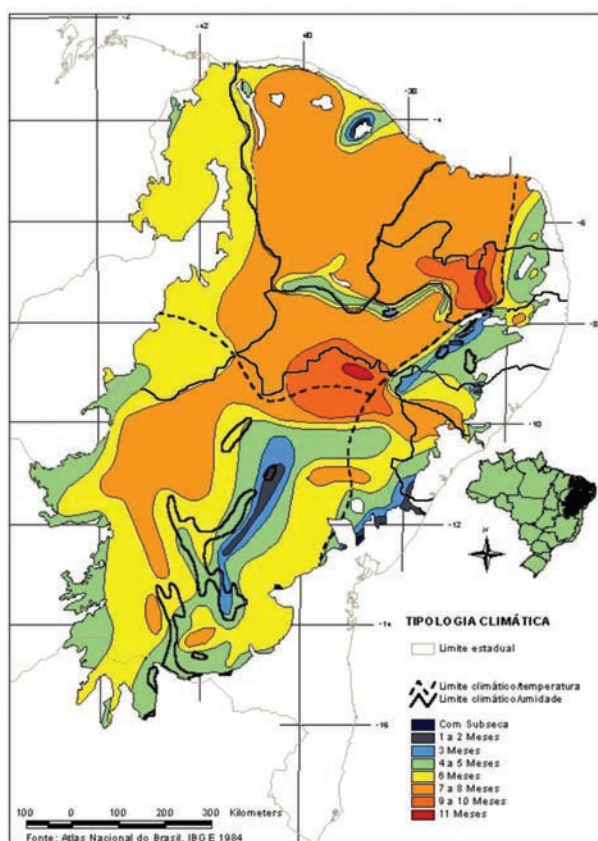 -42
-42
40
-38
-2
-4
-6
-8
-10
-12
-14
-16
N
TIPOLOGIA CLIMÁTICA
Limite estadual
Limite climático/temperatura
Limite climático/umidade
Com Subseca
1 a 2 Meses
3 Meses
4 a 5 Meses
6 Meses
7 a 8 Meses
9 a 10 Meses
11 Meses
100 0 100 200 300 Kilometers
Fonte: Atlas Nacional do Brasil, IBGE 1984